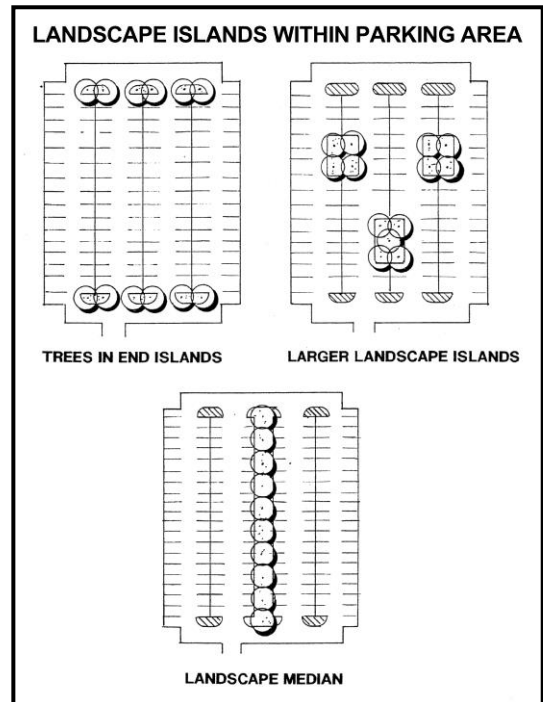 LANDSCAPE ISLANDS WITHIN PARKING AREA
TREES IN END ISLANDS
LARGER LANDSCAPE ISLANDS
LANDSCAPE MEDIAN